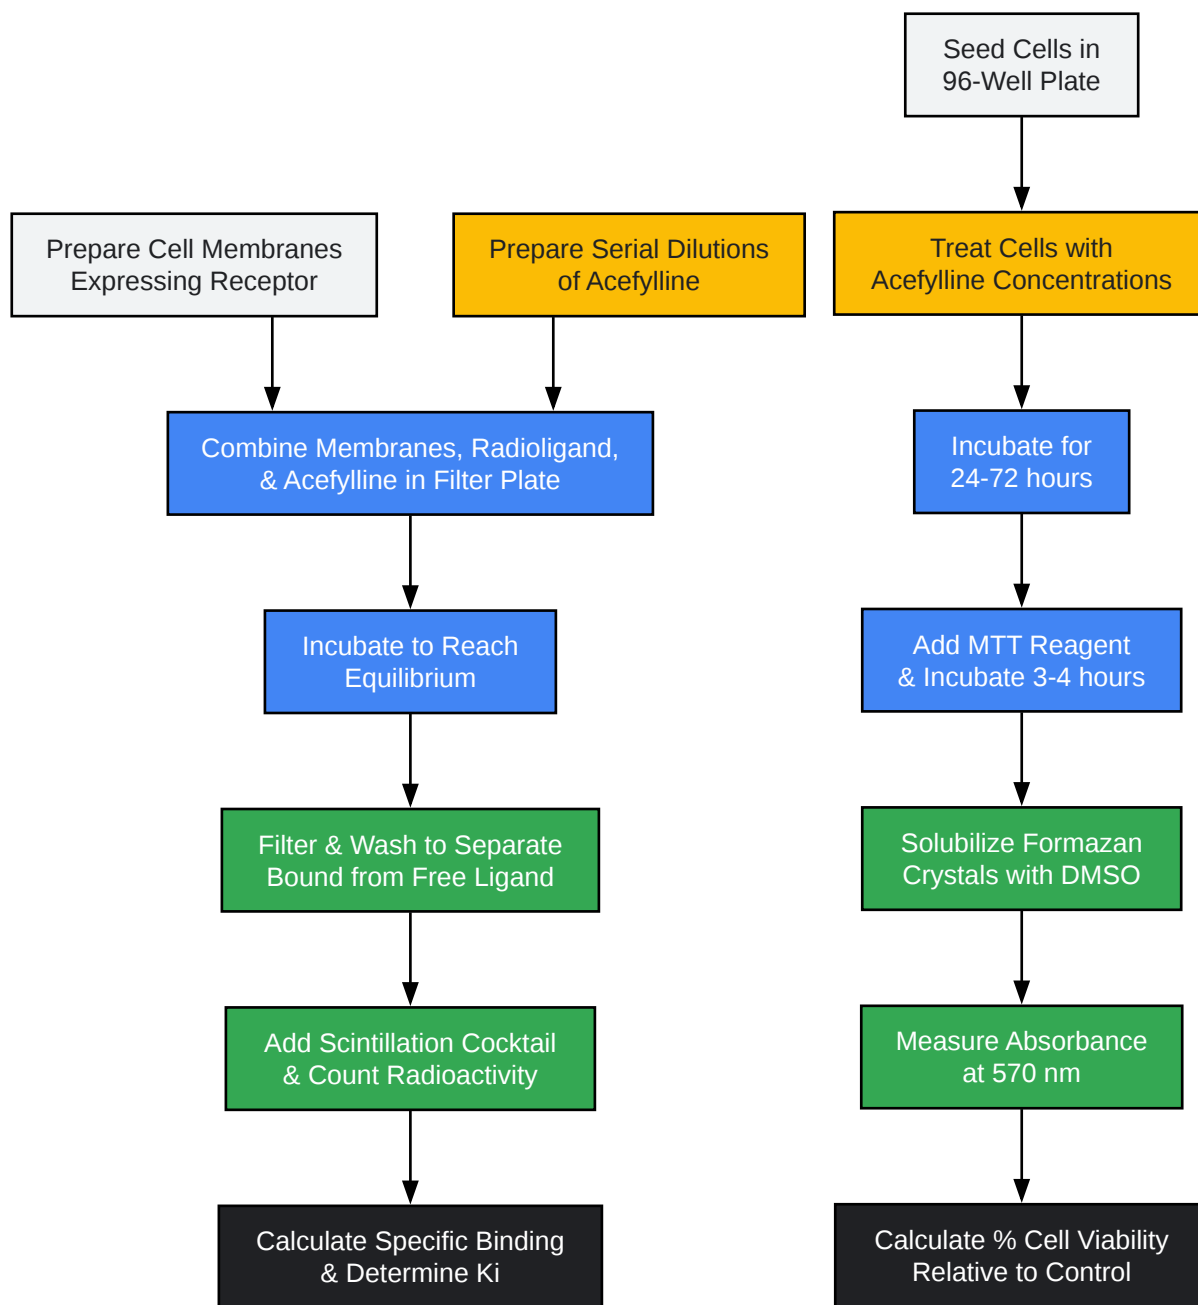 Seed Cells in
96-Well Plate
Prepare Cell Membranes
Expressing Receptor
Prepare Serial Dilutions
of Acefylline
Treat Cells with
Acefylline Concentrations
Combine Membranes, Radioligand,
& Acefylline in Filter Plate
Incubate for
24-72 hours
Incubate to Reach
Equilibrium
Add MTT Reagent
& Incubate 3-4 hours
Filter & Wash to Separate
Bound from Free Ligand
Solubilize Formazan
Crystals with DMSO
Add Scintillation Cocktail
& Count Radioactivity
Measure Absorbance
at 570 nm
Calculate Specific Binding
& Determine Ki
Calculate % Cell Viability
Relative to Control